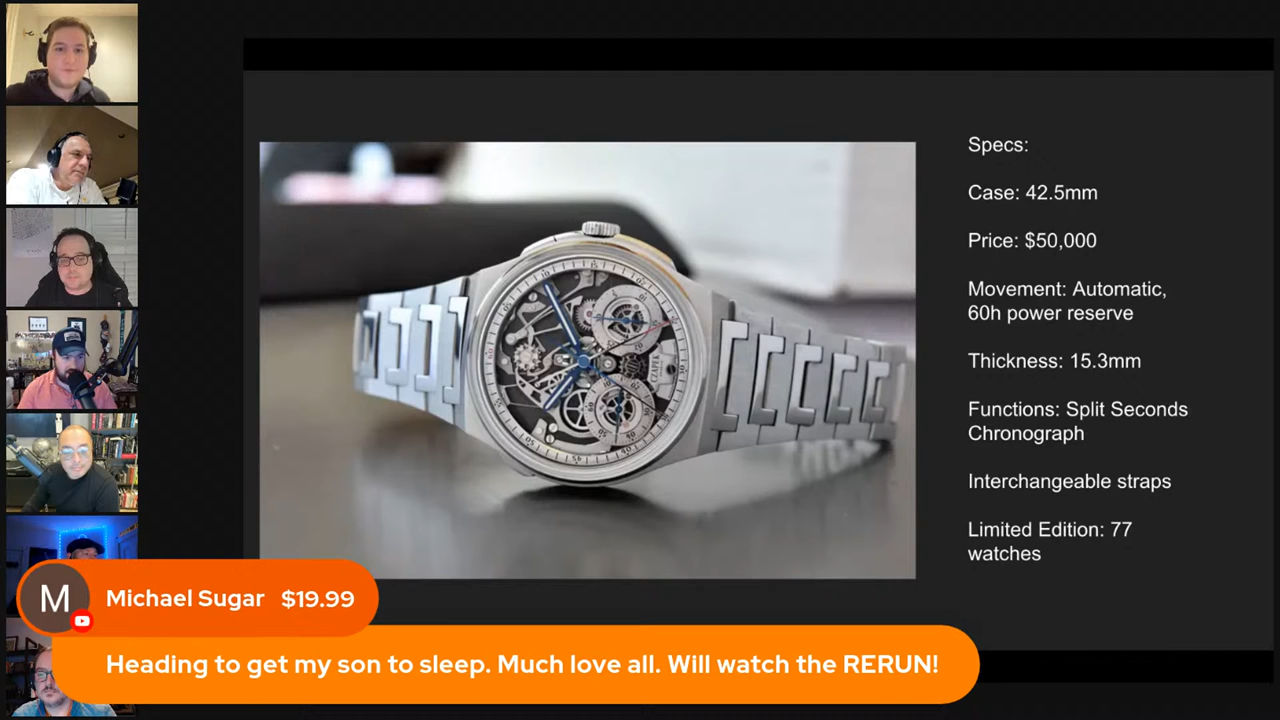 Specs:
Case: 42.5mm
Price: $50,000
Movement: Automatic,
60h power reserve
Thickness: 15.3mm
Functions: Split Seconds
Chronograph
Interchangeable straps
Limited Edition: 77
watches
CZAPEK
M
Michael Sugar $19.99
Heading to get my son to sleep. Much love all. Will watch the RERUN!